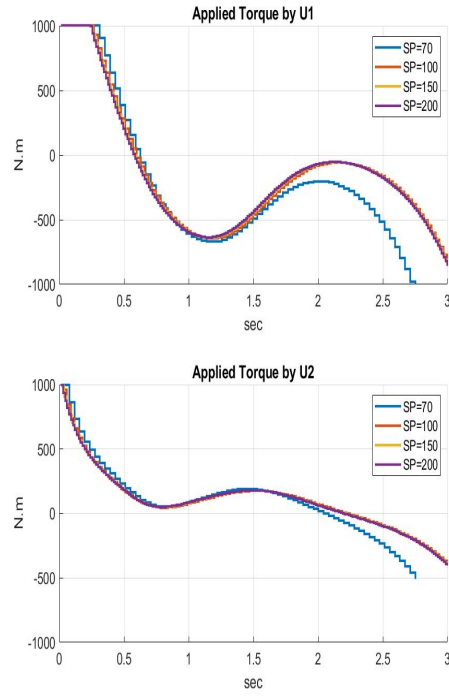 Applied Torque by U1
1000
500
0
-500
-1000
N.m
0
0.5
1
1.5
2
2.5
3
sec
SP=70
SP=100
SP=150
SP=200
Applied Torque by U2
1000
500
0
-500
-1000
N.m
0
0.5
1
1.5
2
2.5
3
sec
SP=70
SP=100
SP=150
SP=200